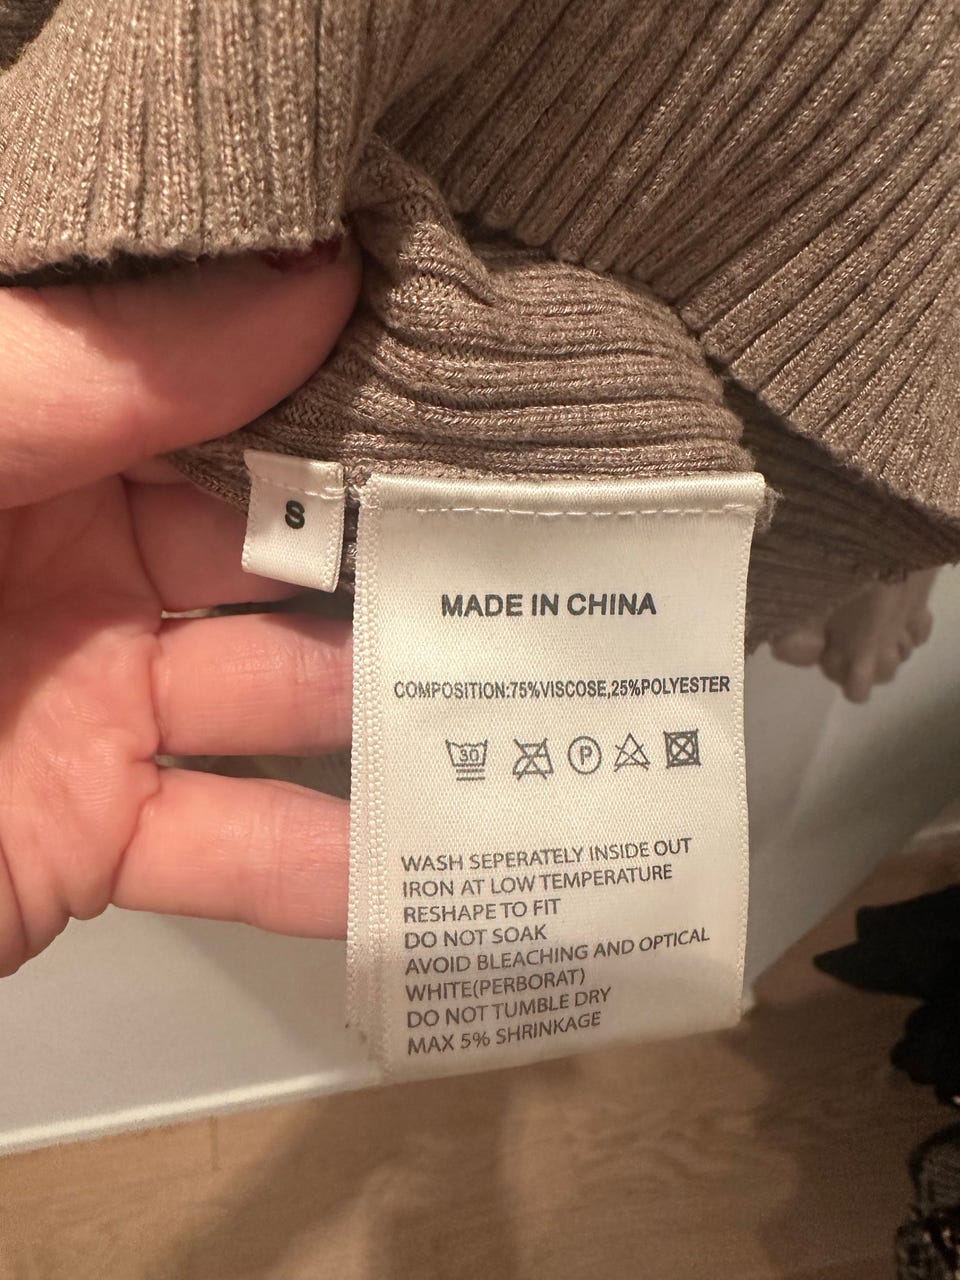 S
MADE IN CHINA
COMPOSITION:75%VISCOSE,25%POLYESTER
30 P
WASH SEPERATELY INSIDE OUT
IRON AT LOW TEMPERATURE
RESHAPE TO FIT
DO NOT SOAK
AVOID BLEACHING AND OPTICAL
WHITE(PERBORAT)
DO NOT TUMBLE DRY
MAX 5% SHRINKAGE